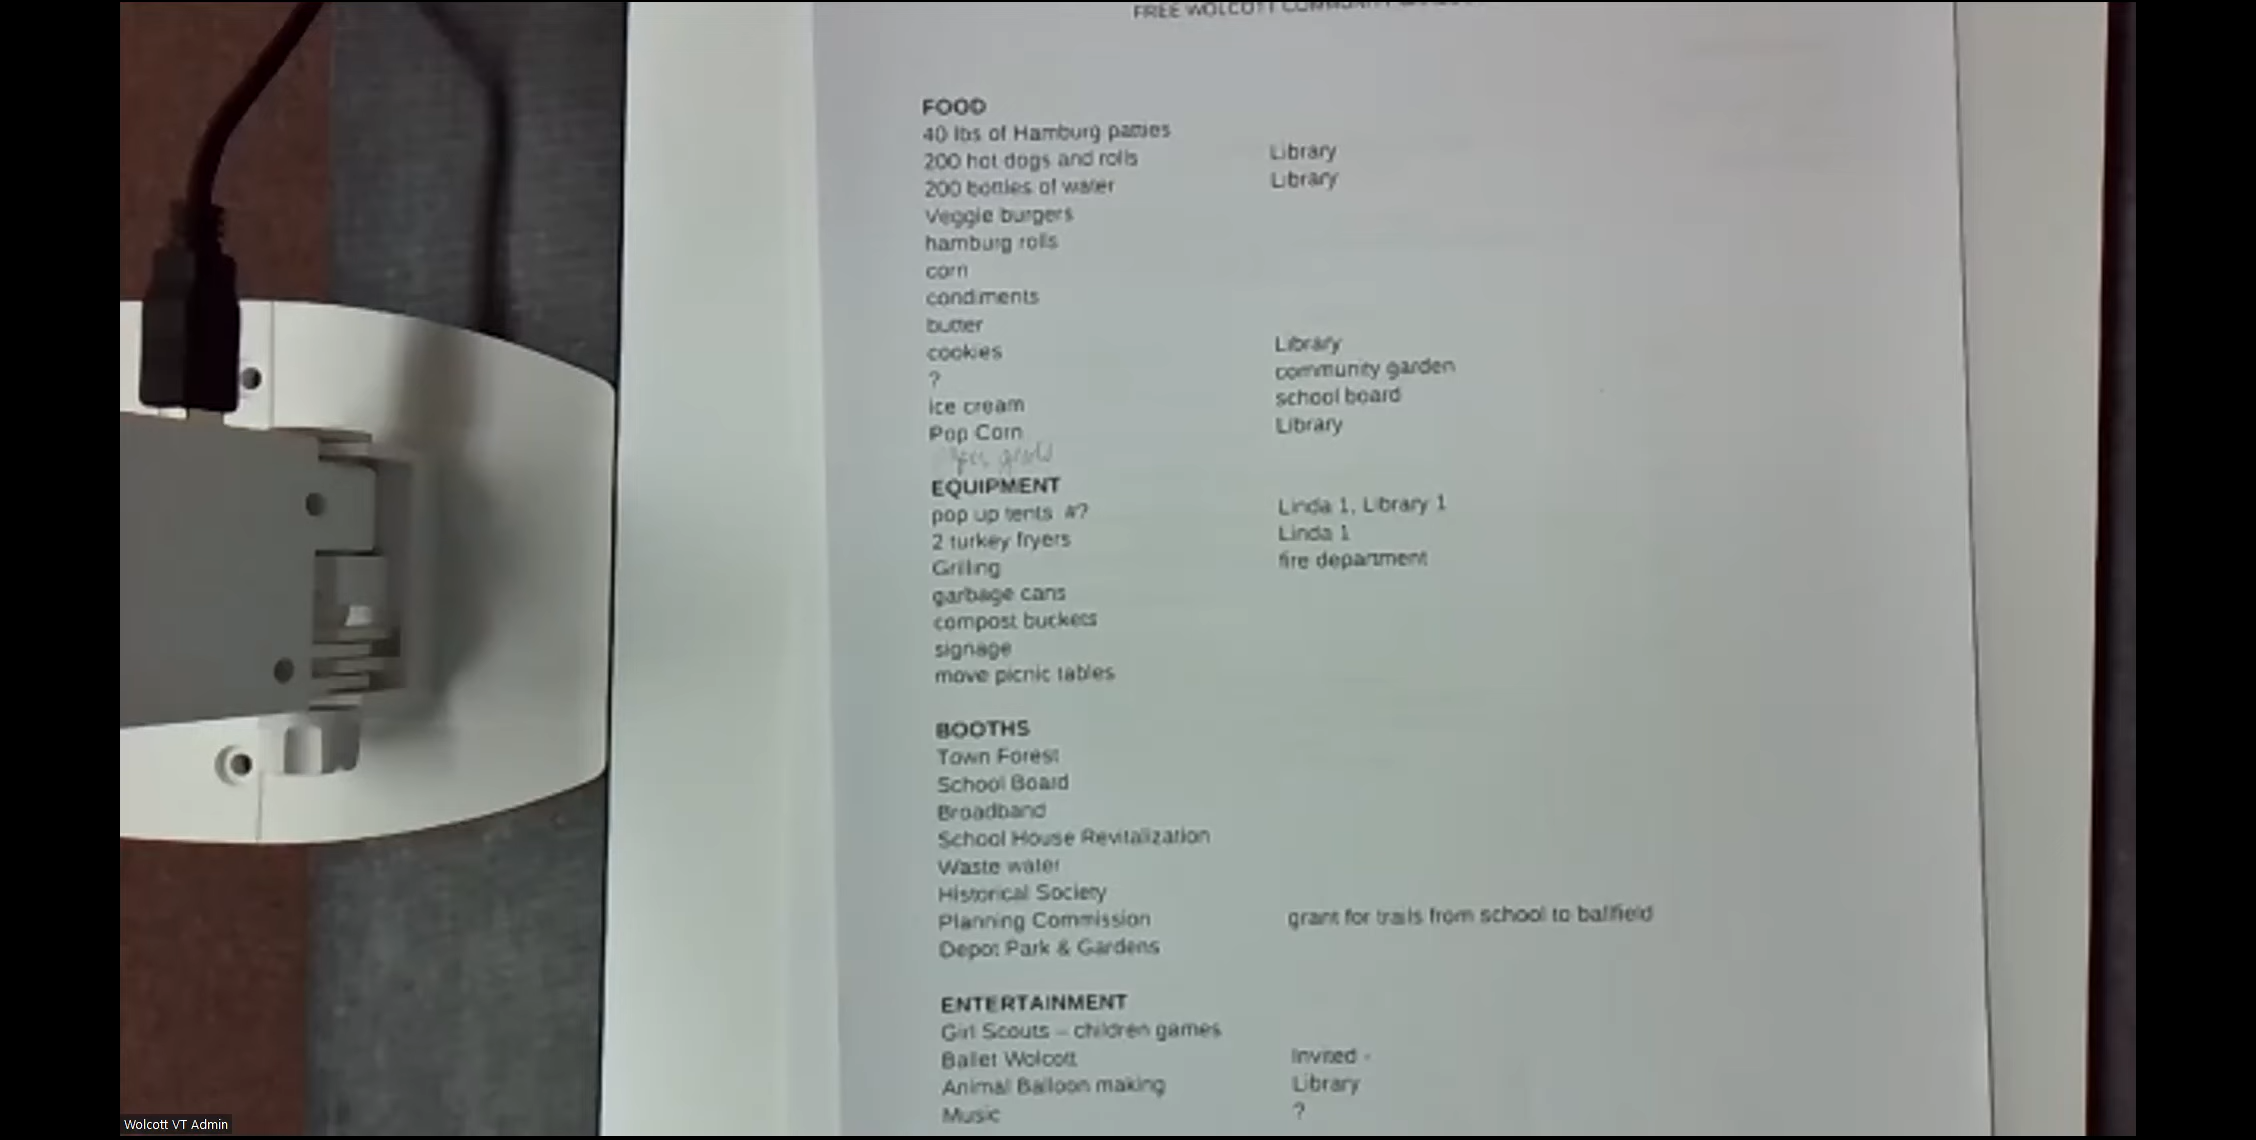 FREE WOLCOTT
FOOD
40 lbs of Hamburg patties
200 hot dogs and rolls Library
200 bottles of water Library
Veggie burgers
hamburg rolls
corn
condiments
butter
cookies Library
? community garden
ice cream school board
Pop Corn Library
EQUIPMENT
pop up tents #? Linda 1, Library 1
2 turkey fryers Linda 1
Grilling fire department
garbage cans
compost buckets
signage
move picnic tables
BOOTHS
Town Forest
School Board
Broadband
School House Revitalization
Waste water
Historical Society
Planning Commission grant for trails from school to ballfield
Depot Park & Gardens
ENTERTAINMENT
Girl Scouts – children games
Ballet Wolcott Invited -
Animal Balloon making Library
Music ?
Wolcott VT Admin